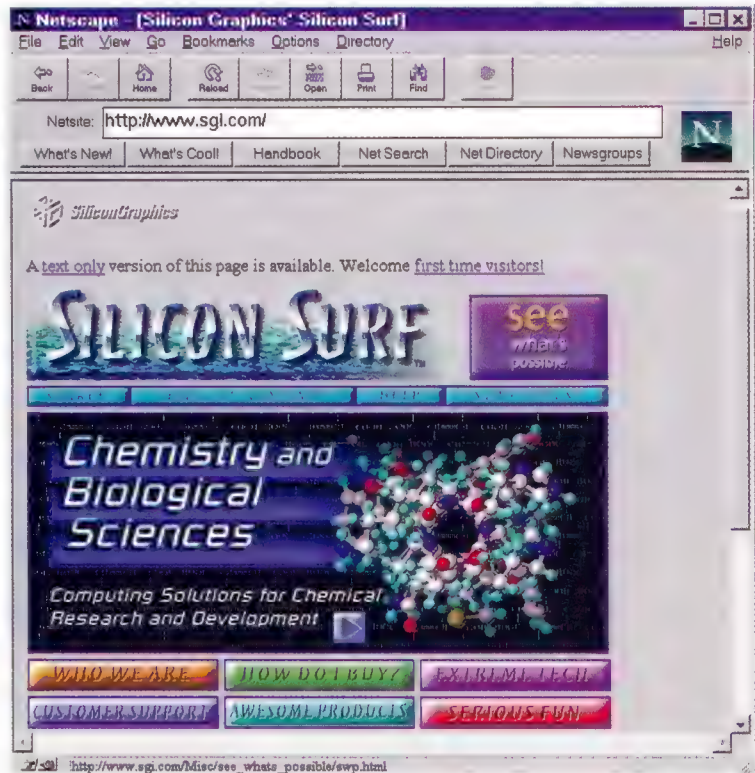 Netscape - [Silicon Graphics' Silicon Surf]
File Edit View Go Bookmarks Options Directory Help
Back Home Reload Open Print Find
Netsite: http://www.sgi.com/
What's New! What's Cool! Handbook Net Search Net Directory Newsgroups
N
SiliconGraphics
A text only version of this page is available. Welcome first time visitors!
SILICON SURF™
see
what's
possible
Chemistry and
Biological
Sciences
Computing Solutions for Chemical
Research and Development
WHO WE ARE HOW DO I BUY? EXTREME TECH
CUSTOMER SUPPORT AWESOME PRODUCTS SERIOUS FUN
http://www.sgi.com/Misc/see_whats_possible/swp.html